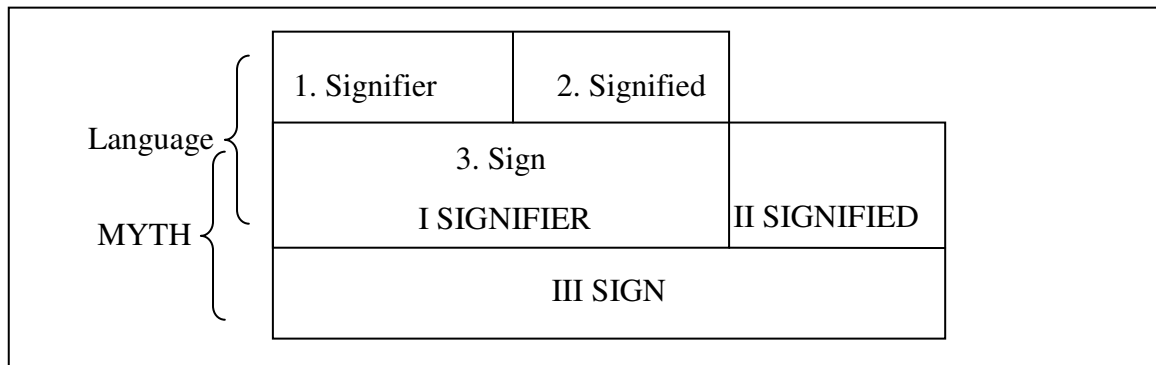 1. Signifier 2. Signified
Language
3. Sign
I SIGNIFIER II SIGNIFIED
MYTH
III SIGN